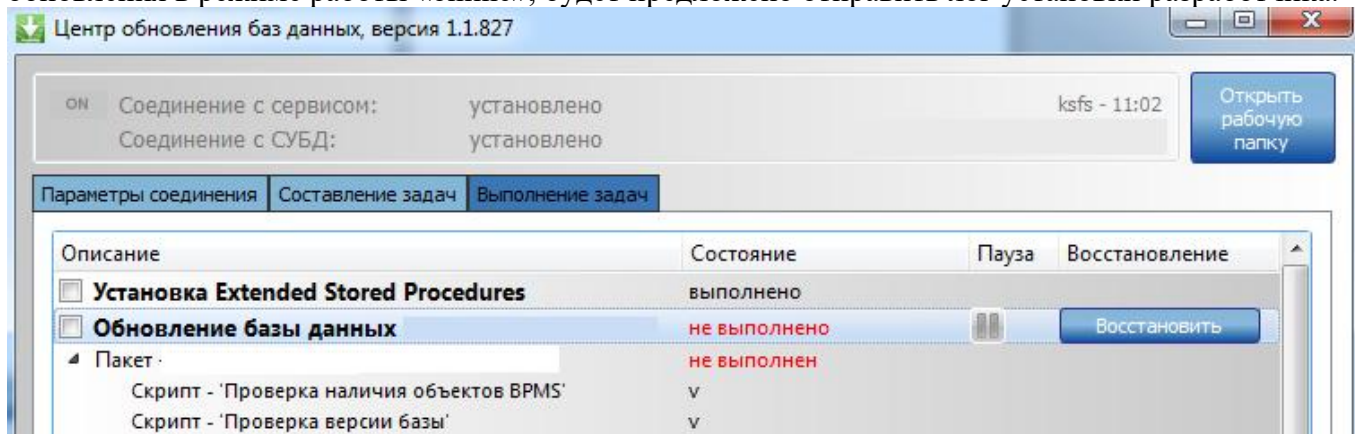 Центр обновления баз данных, версия 1.1.827
ON Соединение с сервисом: установлено ksfs - 11:02
Соединение с СУБД: установлено
Открыть
рабочую
папку
Параметры соединения Составление задач Выполнение задач
Описание Состояние Пауза Восстановление
Установка Extended Stored Procedures выполнено
Обновление базы данных не выполнено Восстановить
Пакет не выполнен
Скрипт - 'Проверка наличия объектов BPMS' v
Скрипт - 'Проверка версии базы' v